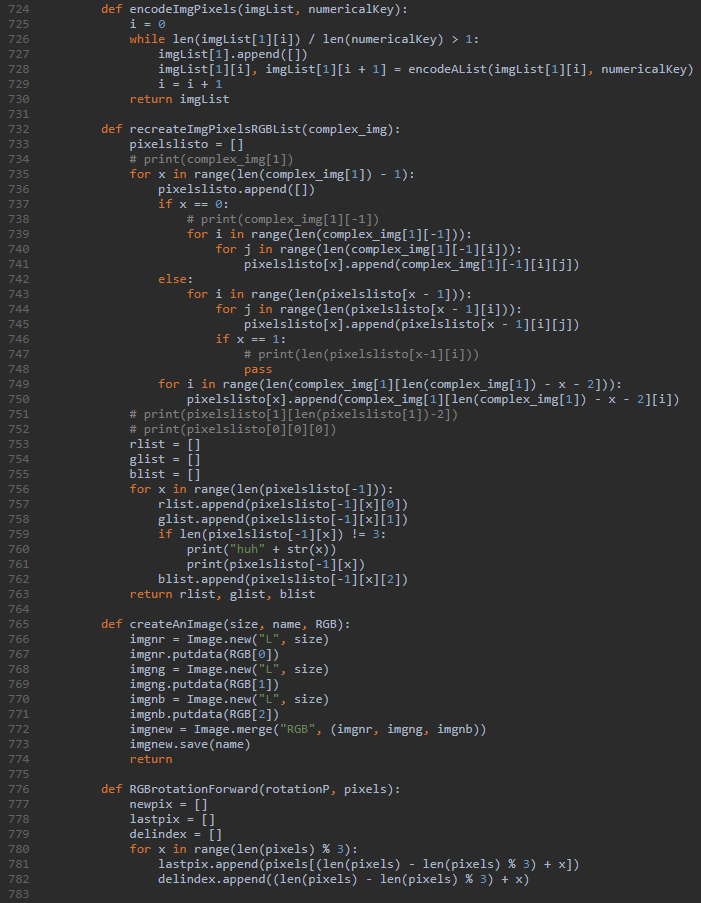 724 def encodeImgPixels(imgList, numericalKey):
725 i = 0
726 while len(imgList[1][i]) / len(numericalKey) > 1:
727 imgList[1].append([])
728 imgList[1][i], imgList[1][i + 1] = encodeAList(imgList[1][i], numericalKey)
729 i = i + 1
730 return imgList
731
732 def recreateImgPixelsRGBList(complex_img):
733 pixelslisto = []
734 # print(complex_img[1])
735 for x in range(len(complex_img[1]) - 1):
736 pixelslisto.append([])
737 if x == 0:
738 # print(complex_img[1][-1])
739 for i in range(len(complex_img[1][-1])):
740 for j in range(len(complex_img[1][-1][i])):
741 pixelslisto[x].append(complex_img[1][-1][i][j])
742 else:
743 for i in range(len(pixelslisto[x - 1])):
744 for j in range(len(pixelslisto[x - 1][i])):
745 pixelslisto[x].append(pixelslisto[x - 1][i][j])
746 if x == 1:
747 # print(len(pixelslisto[x-1][i]))
748 pass
749 for i in range(len(complex_img[1][len(complex_img[1]) - x - 2])):
750 pixelslisto[x].append(complex_img[1][len(complex_img[1]) - x - 2][i])
751 # print(pixelslisto[1][len(pixelslisto[1])-2])
752 # print(pixelslisto[0][0][0])
753 rlist = []
754 glist = []
755 blist = []
756 for x in range(len(pixelslisto[-1])):
757 rlist.append(pixelslisto[-1][x][0])
758 glist.append(pixelslisto[-1][x][1])
759 if len(pixelslisto[-1][x]) != 3:
760 print("huh" + str(x))
761 print(pixelslisto[-1][x])
762 blist.append(pixelslisto[-1][x][2])
763 return rlist, glist, blist
764
765 def createAnImage(size, name, RGB):
766 imgnr = Image.new("L", size)
767 imgnr.putdata(RGB[0])
768 imgng = Image.new("L", size)
769 imgng.putdata(RGB[1])
770 imgnb = Image.new("L", size)
771 imgnb.putdata(RGB[2])
772 imgnew = Image.merge("RGB", (imgnr, imgng, imgnb))
773 imgnew.save(name)
774 return
775
776 def RGBrotationForward(rotationP, pixels):
777 newpix = []
778 lastpix = []
779 delindex = []
780 for x in range(len(pixels) % 3):
781 lastpix.append(pixels[(len(pixels) - len(pixels) % 3) + x])
782 delindex.append((len(pixels) - len(pixels) % 3) + x)
783